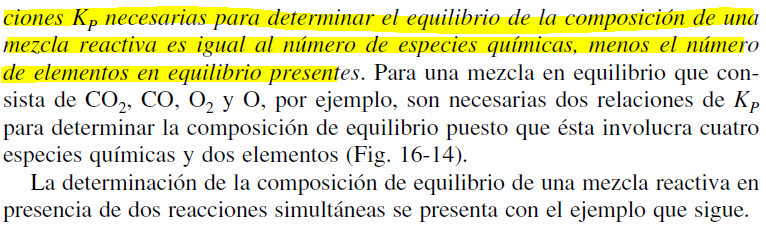 ciones KP necesarias para determinar el equilibrio de la composición de una
mezcla reactiva es igual al número de especies químicas, menos el número
de elementos en equilibrio presentes. Para una mezcla en equilibrio que con-
sista de CO2, CO, O2 y O, por ejemplo, son necesarias dos relaciones de KP
para determinar la composición de equilibrio puesto que ésta involucra cuatro
especies químicas y dos elementos (Fig. 16-14).
La determinación de la composición de equilibrio de una mezcla reactiva en
presencia de dos reacciones simultáneas se presenta con el ejemplo que sigue.